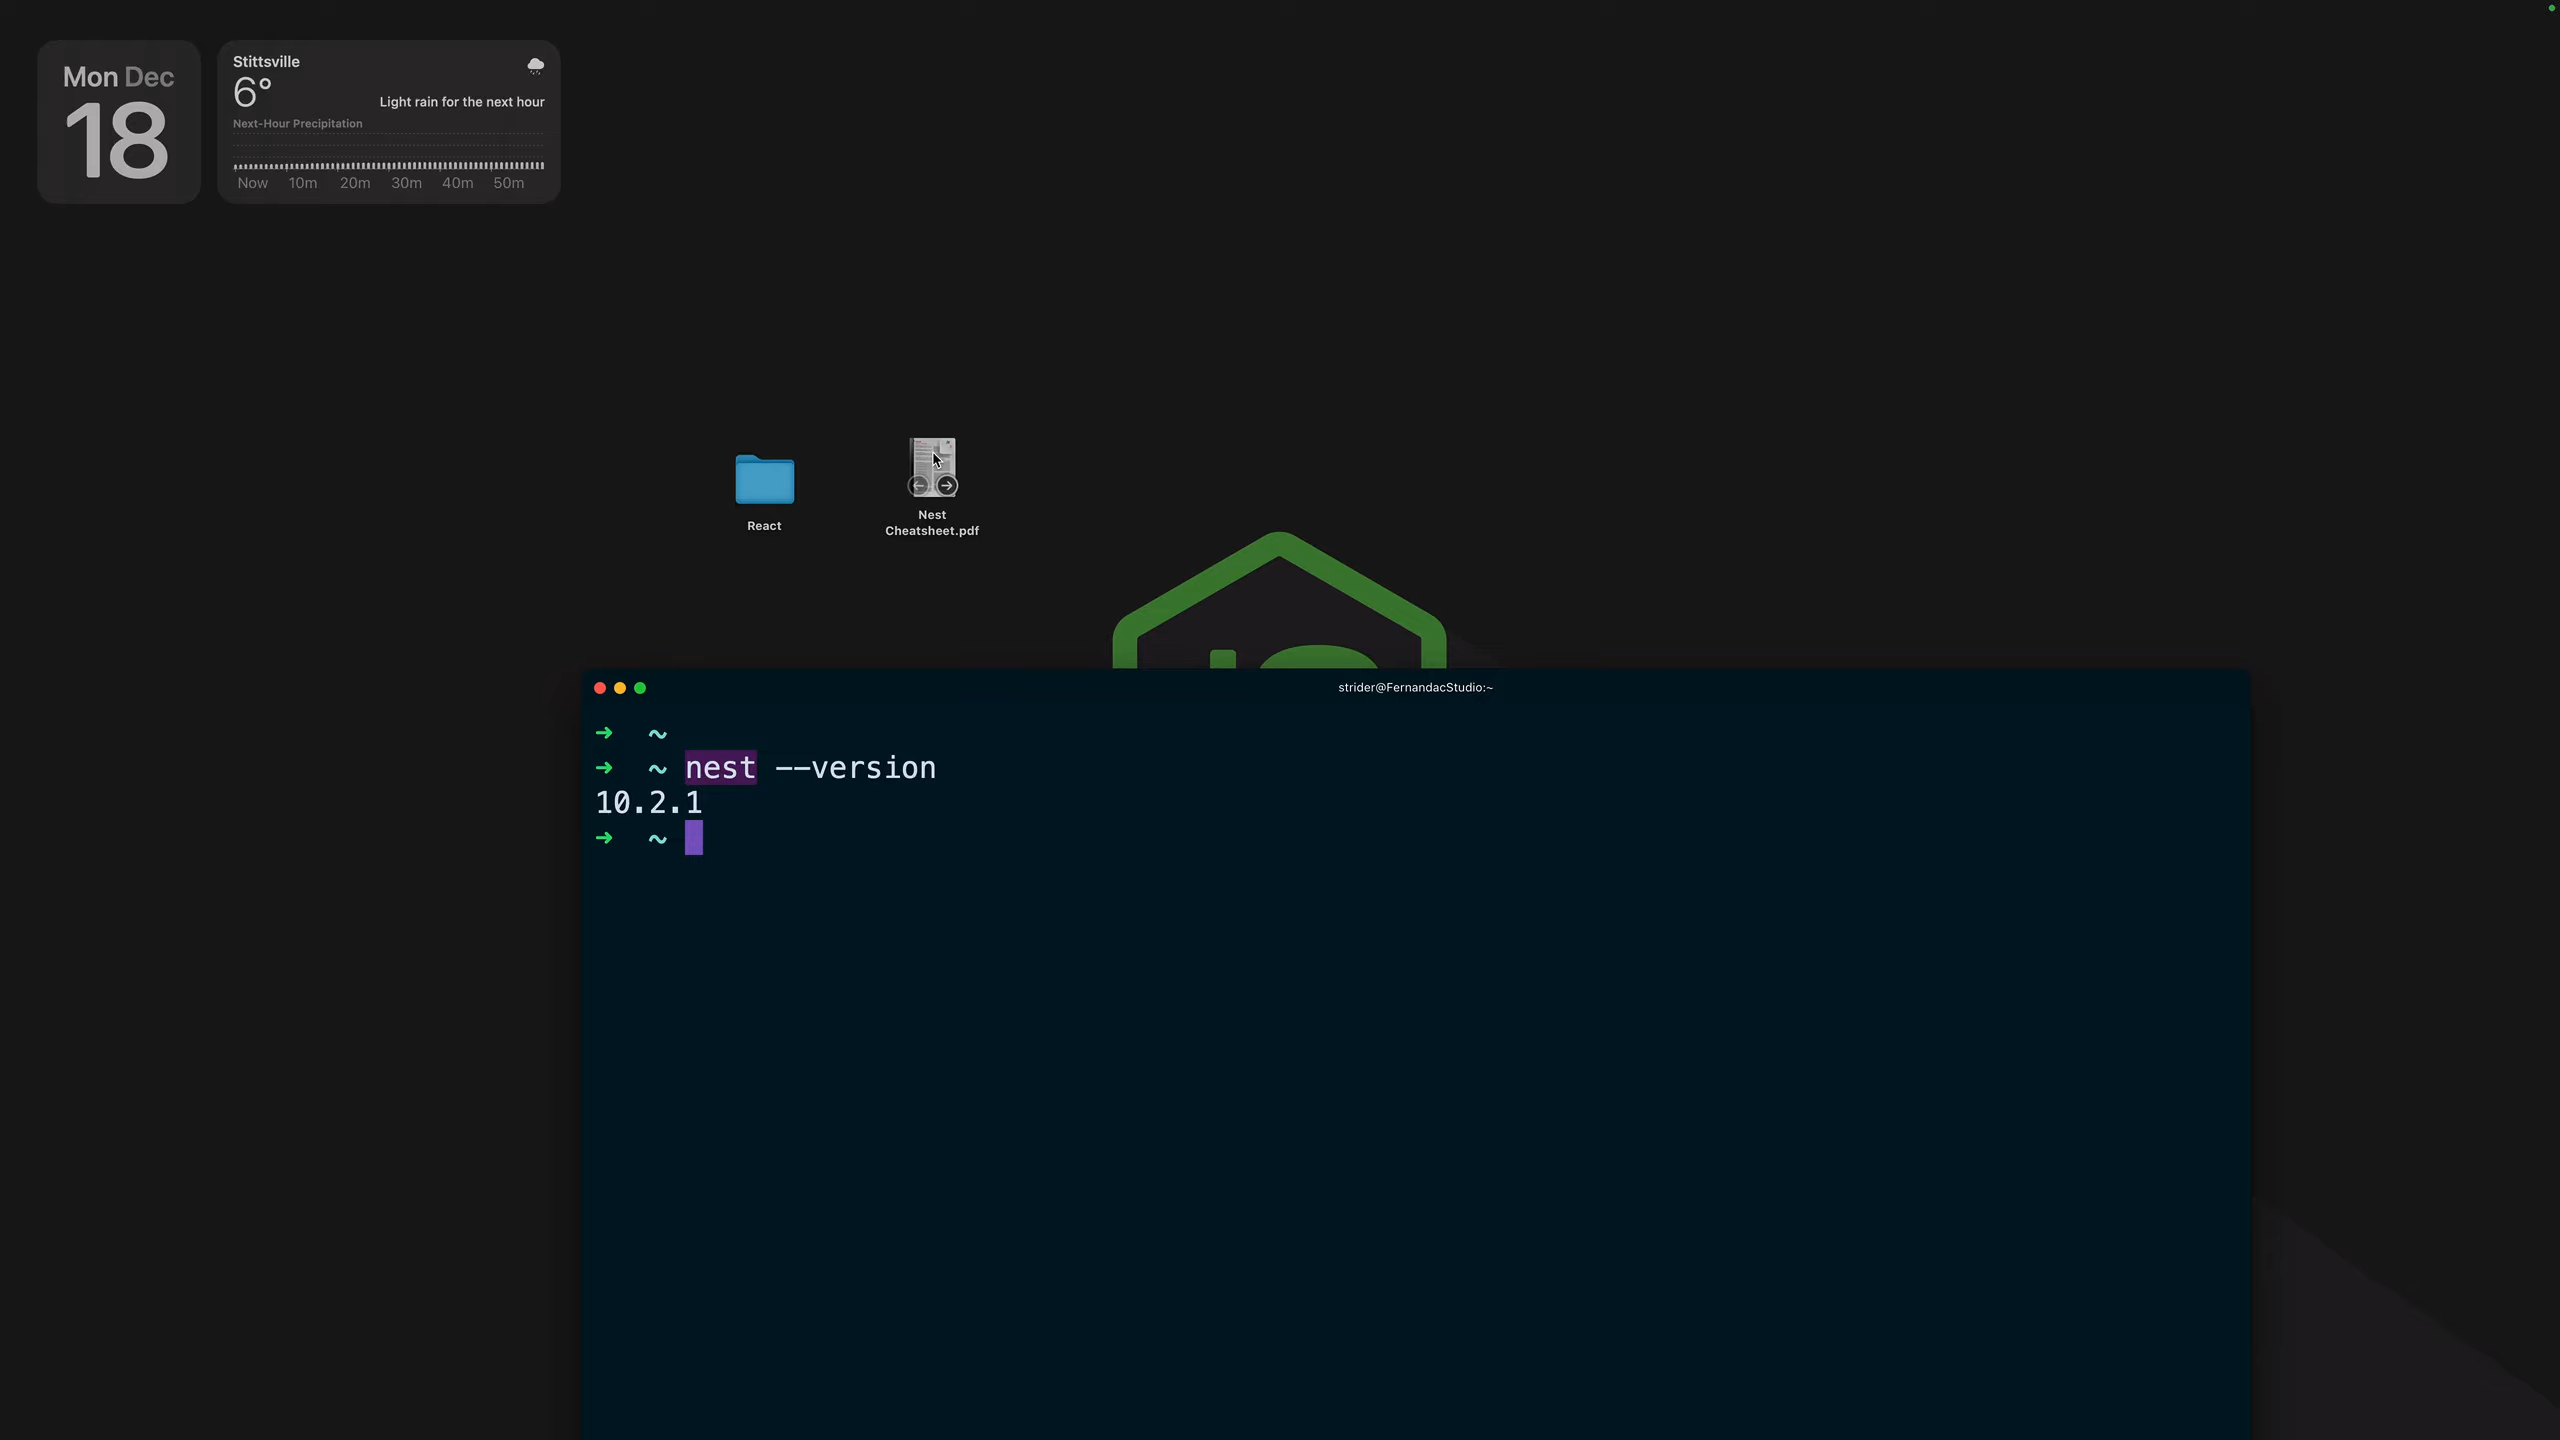 Mon Dec
18
Stittsville
6°
Light rain for the next hour
Next-Hour Precipitation
Now 10m 20m 30m 40m 50m
React
Nest
Cheatsheet.pdf
strider@FernandacStudio:~
➜ ~
➜ ~ nest --version
10.2.1
➜ ~